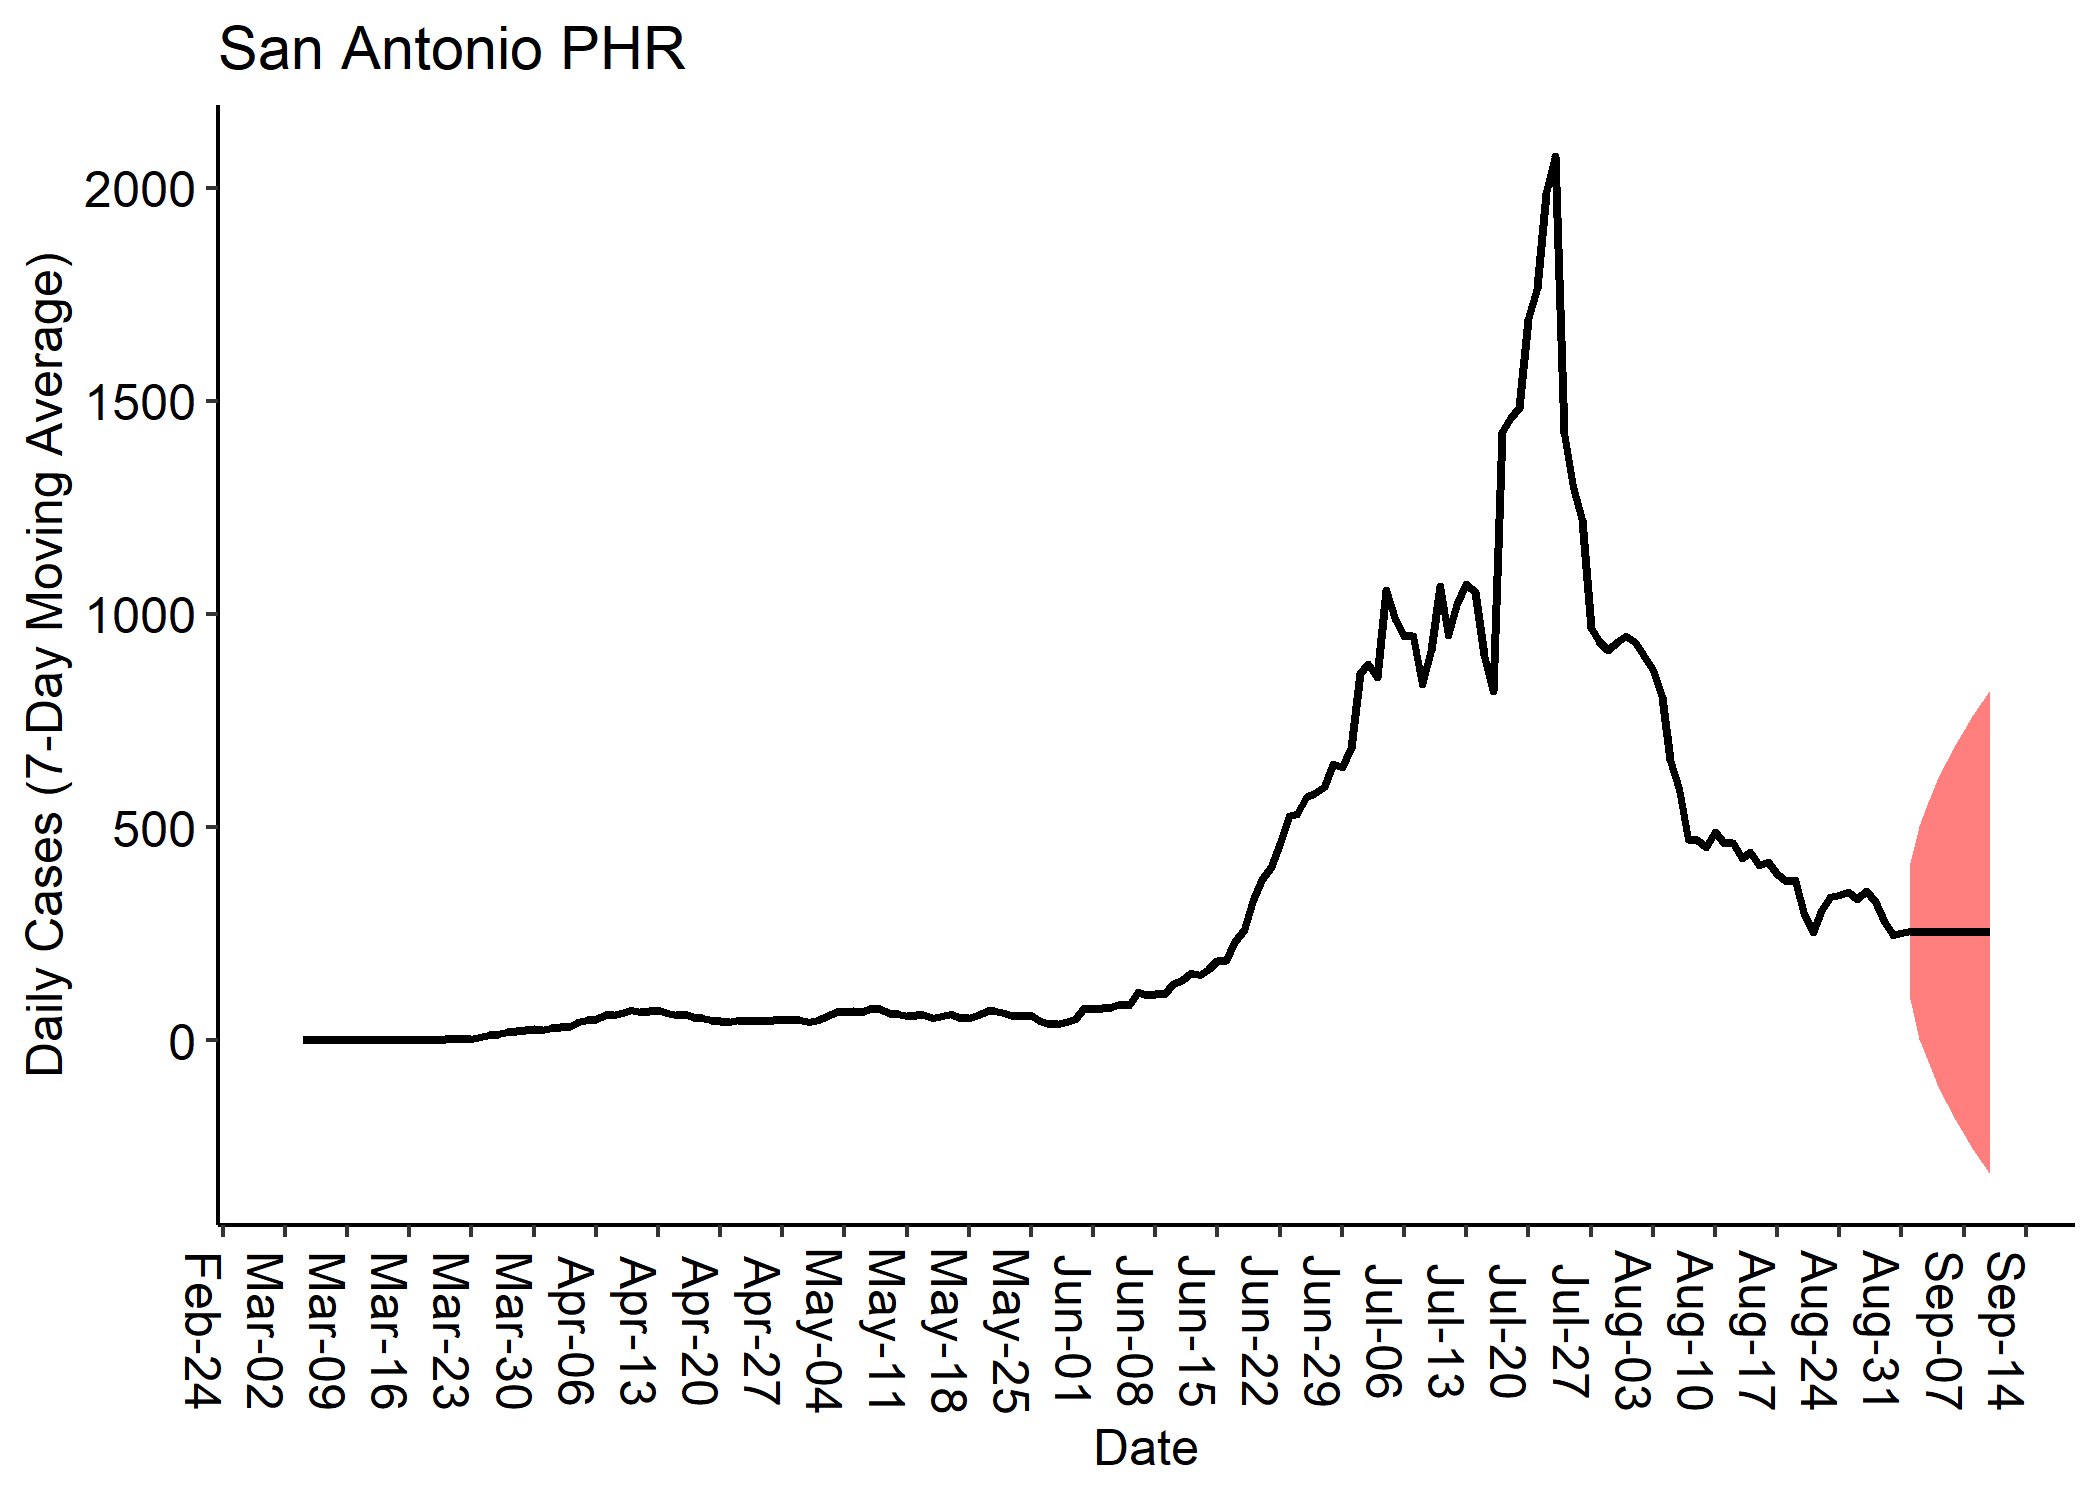 San Antonio PHR
Daily Cases (7-Day Moving Average)
2000
1500
1000
500
0
Feb-24
Mar-02
Mar-09
Mar-16
Mar-23
Mar-30
Apr-06
Apr-13
Apr-20
Apr-27
May-04
May-11
May-18
May-25
Jun-01
Jun-08
Jun-15
Jun-22
Jun-29
Jul-06
Jul-13
Jul-20
Jul-27
Aug-03
Aug-10
Aug-17
Aug-24
Aug-31
Sep-07
Sep-14
Date